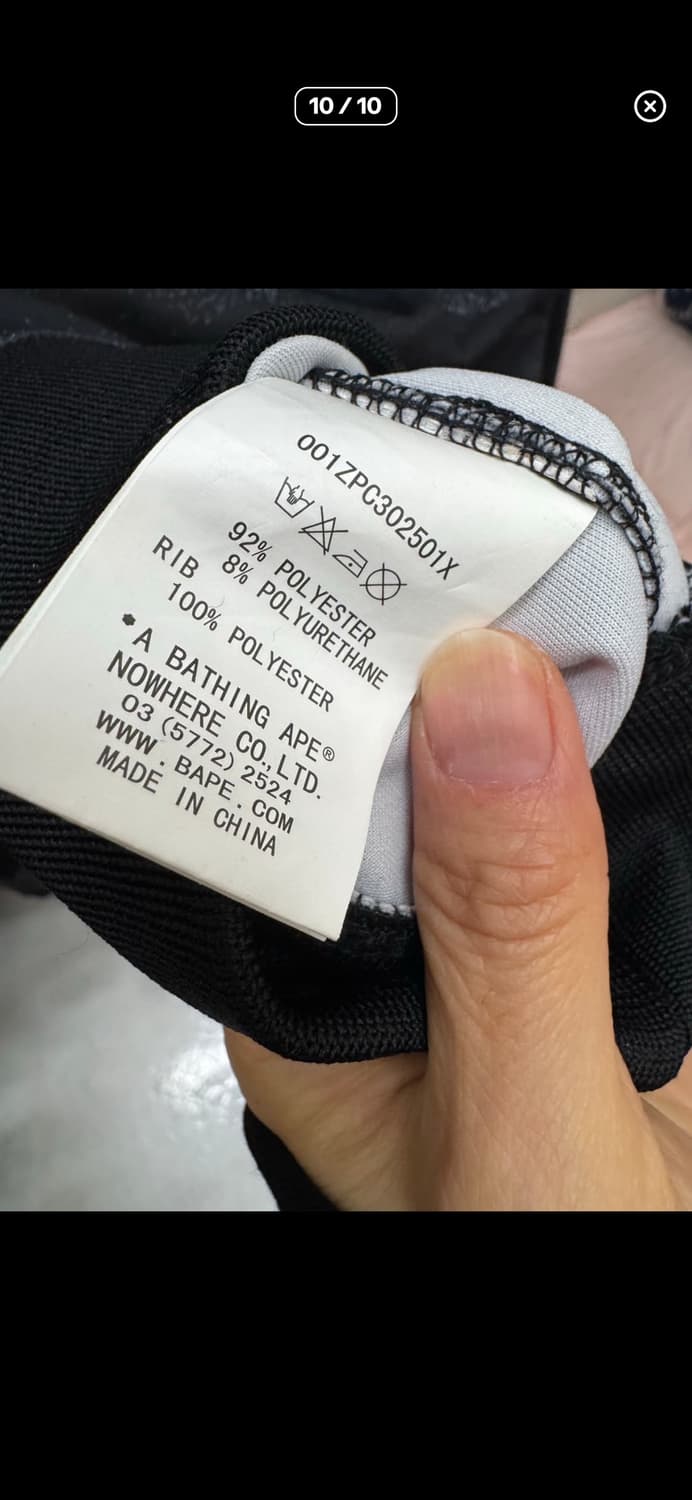 10 / 10
001ZPC302501X
92% POLYESTER
8% POLYURETHANE
RIB
100% POLYESTER
A BATHING APE®
NOWHERE CO.,LTD.
03 (5772) 2524
WWW.BAPE.COM
MADE IN CHINA